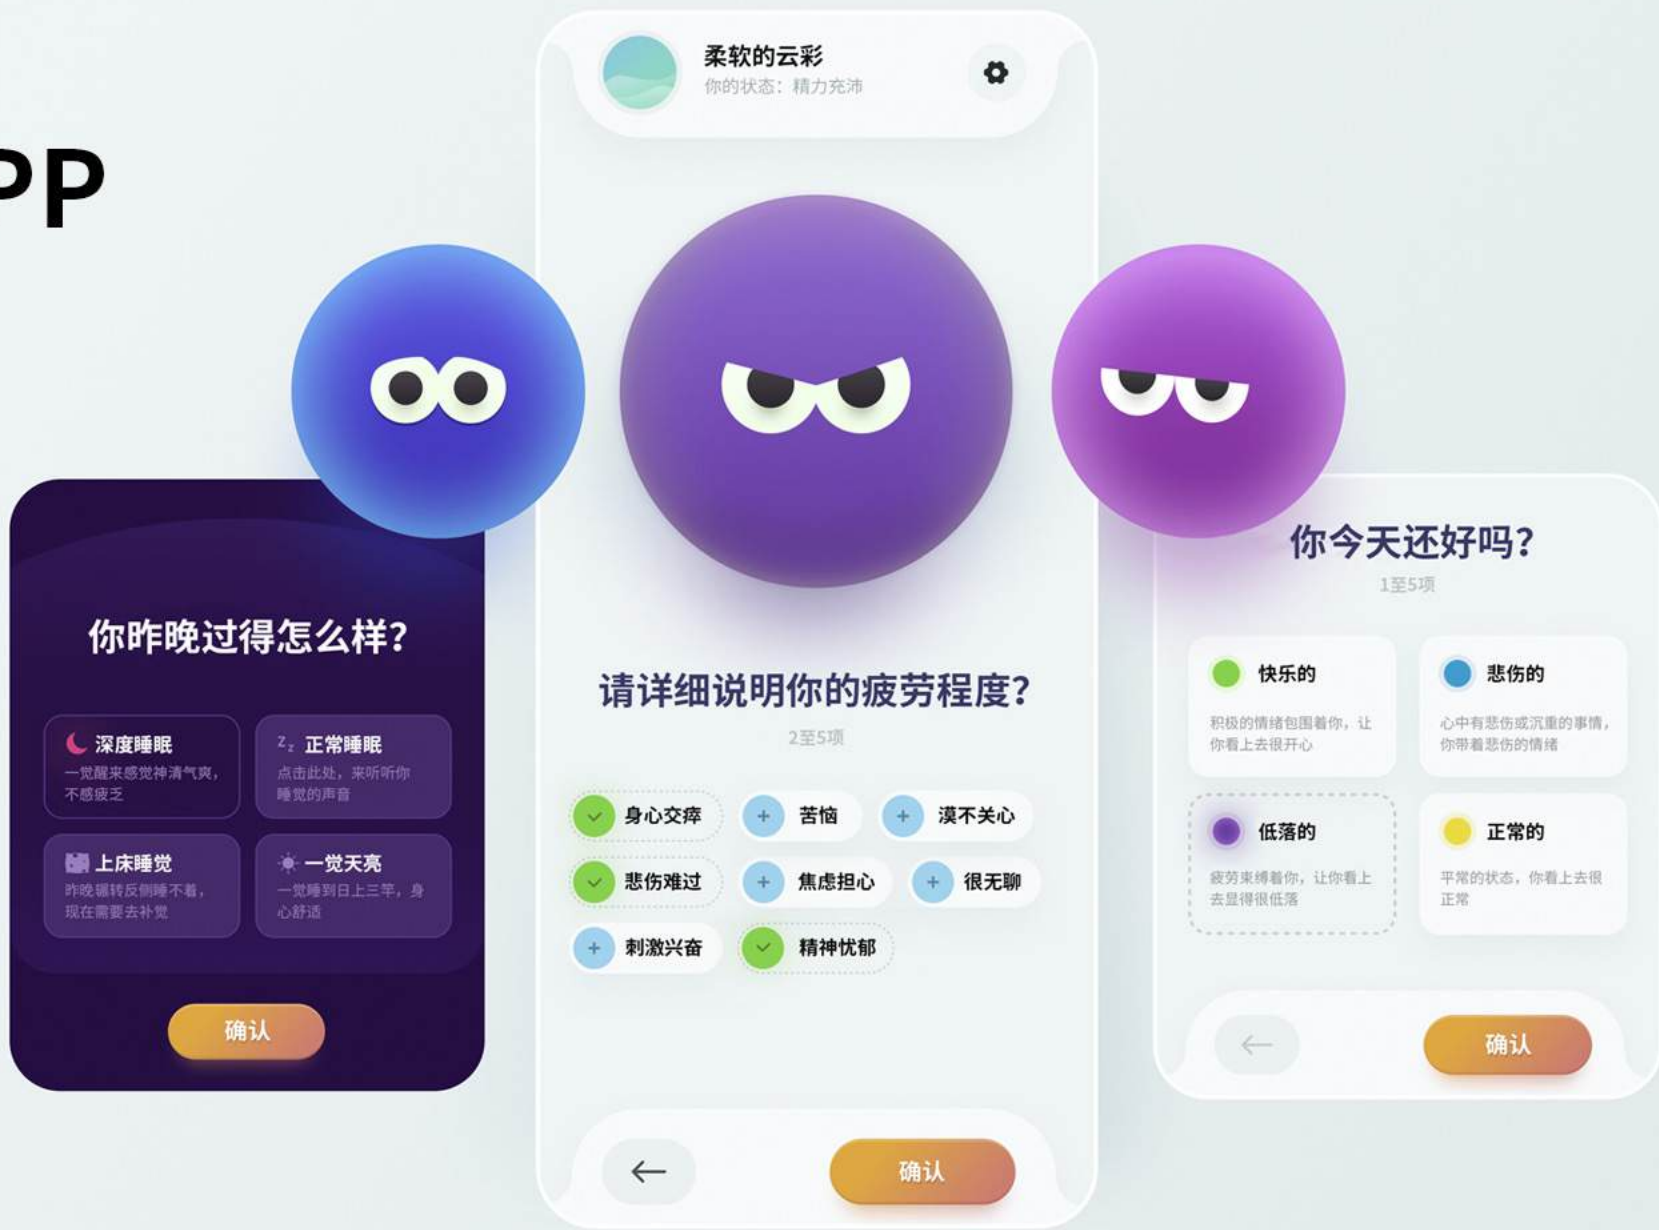 PP
柔软的云彩
你的状态：精力充沛
你昨晚过得怎么样？
深度睡眠
一觉醒来感觉神清气爽，
不感疲乏
Zz 正常睡眠
点击此处，来听听你
睡觉的声音
上床睡觉
昨晚辗转反侧睡不着，
现在需要去补觉
一觉天亮
一觉睡到日上三竿，身
心舒适
确认
请详细说明你的疲劳程度？
2至5项
身心交瘁
苦恼
漠不关心
悲伤难过
焦虑担心
很无聊
刺激兴奋
精神忧郁
确认
你今天还好吗？
1至5项
快乐的
积极的情绪包围着你，让
你看上去很开心
悲伤的
心中有悲伤或沉重的事情，
你带着悲伤的情绪
低落的
疲劳束缚着你，让你看上
去显得很低落
正常的
平常的状态，你看上去很
正常
确认